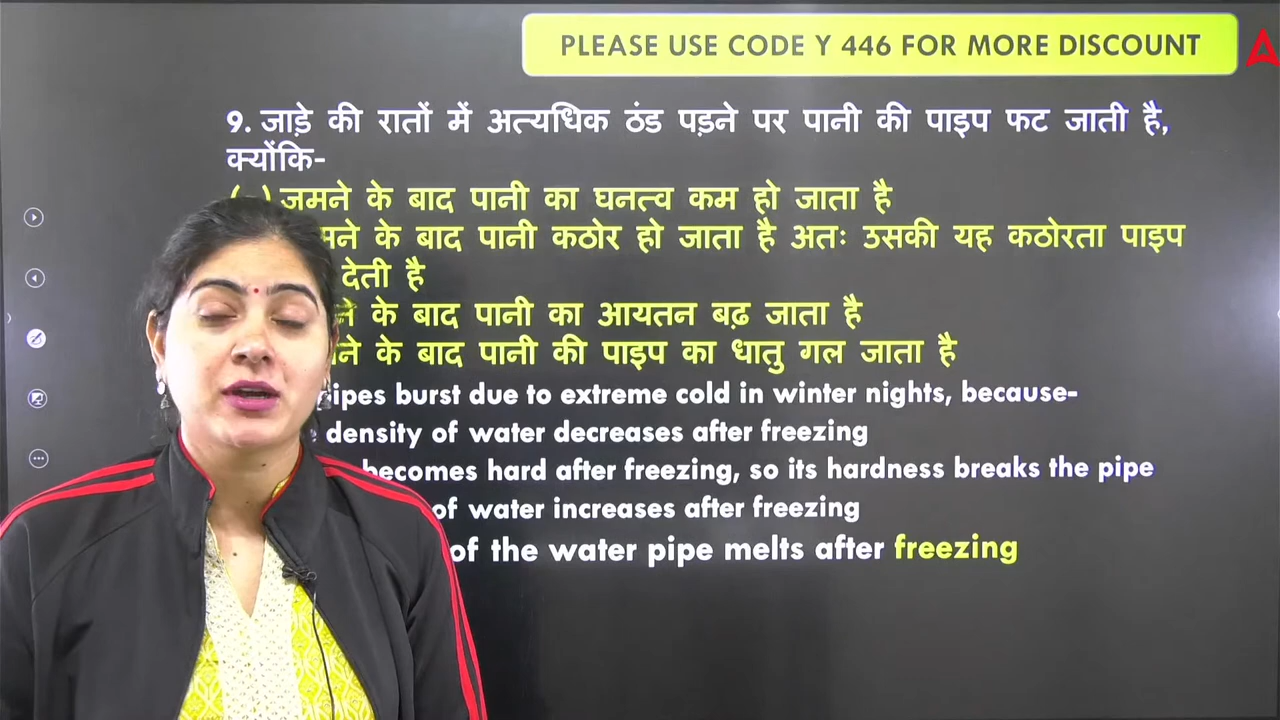 PLEASE USE CODE Y 446 FOR MORE DISCOUNT
9. जाड़े की रातों में अत्यधिक ठंड पड़ने पर पानी की पाइप फट जाती है,
क्योंकि-
जमने के बाद पानी का घनत्व कम हो जाता है
के बाद पानी कठोर हो जाता है अतः उसकी यह कठोरता पाइप
देती है
के बाद पानी का आयतन बढ़ जाता है
के बाद पानी की पाइप का धातु गल जाता है
burst due to extreme cold in winter nights, because-
density of water decreases after freezing
becomes hard after freezing, so its hardness breaks the pipe
of water increases after freezing
of the water pipe melts after freezing